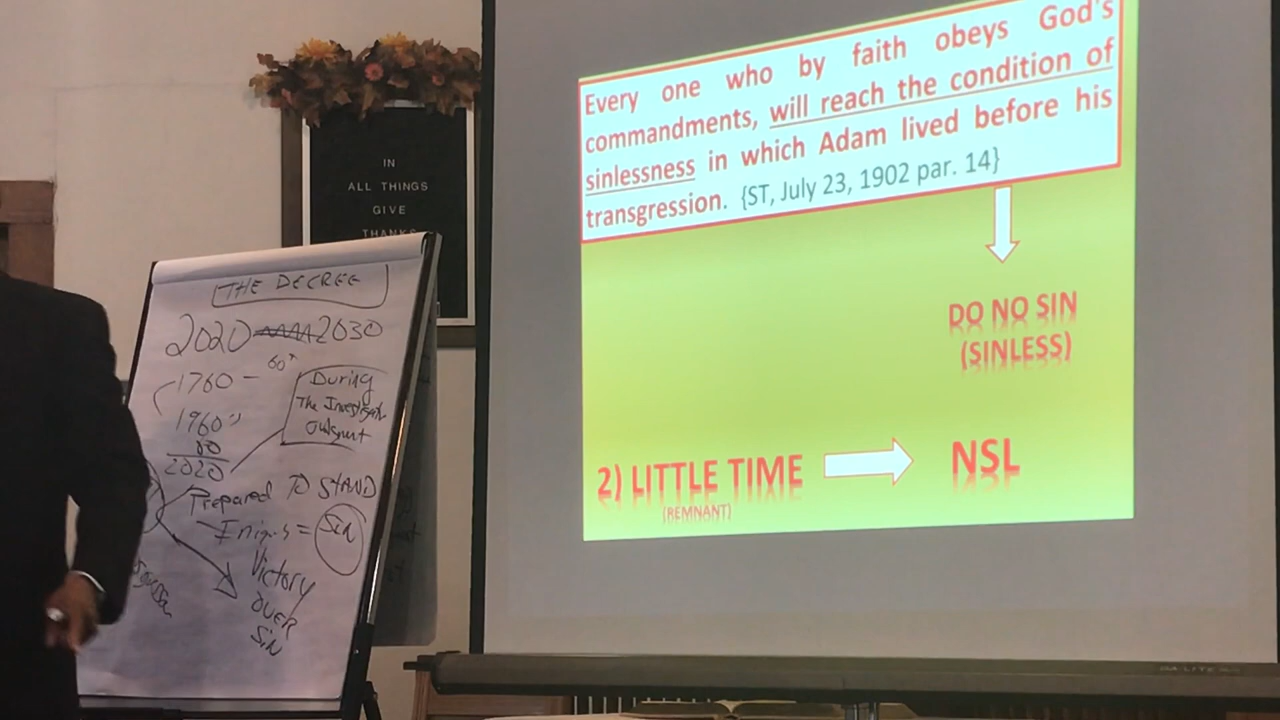 IN
ALL THINGS
GIVE
THANKS
THE DECREE
2020 2030
60
1760 -
During
The
1960
2020
Prepared TO STAND
= Sin
Victory
OVER
SiN
Every one who by faith obeys God's
commandments, will reach the condition of
sinlessness in which Adam lived before his
transgression. {ST, July 23, 1902 par. 14}
DO NO SIN
(SINLESS)
2) LITTLE TIME
(REMNANT)
NSL